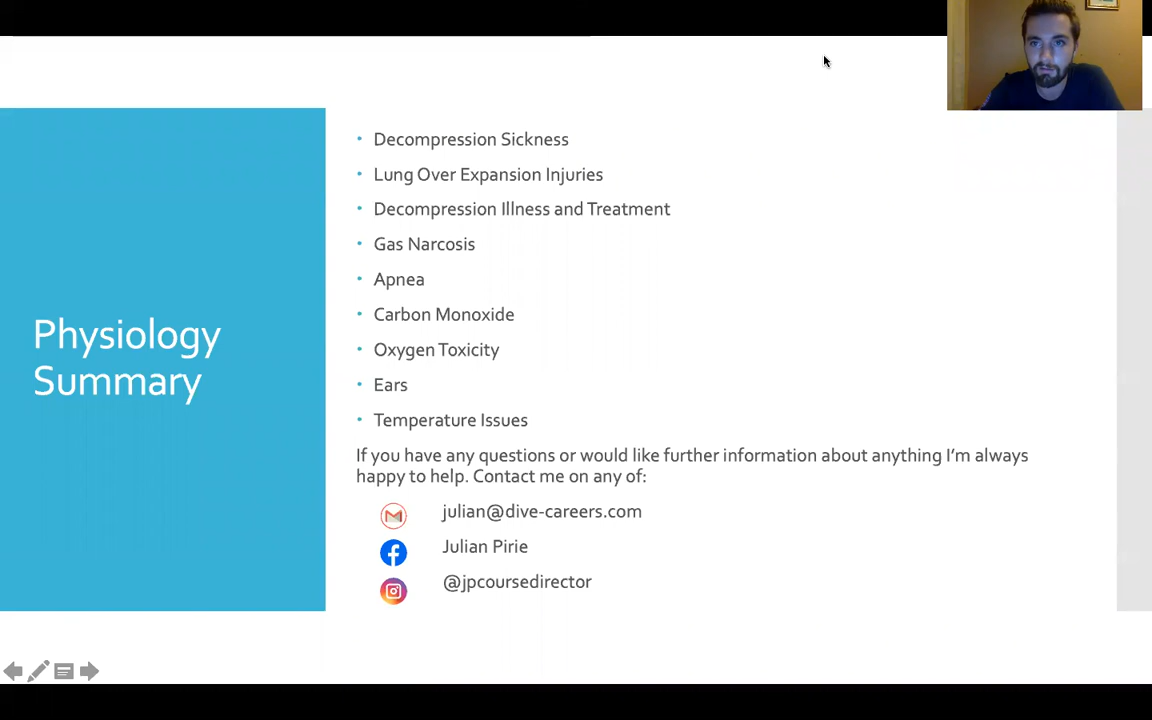 Physiology
Summary
Decompression Sickness
Lung Over Expansion Injuries
Decompression Illness and Treatment
Gas Narcosis
Apnea
Carbon Monoxide
Oxygen Toxicity
Ears
Temperature Issues
If you have any questions or would like further information about anything I'm always
happy to help. Contact me on any of:
julian@dive-careers.com
Julian Pirie
@jpcoursedirector